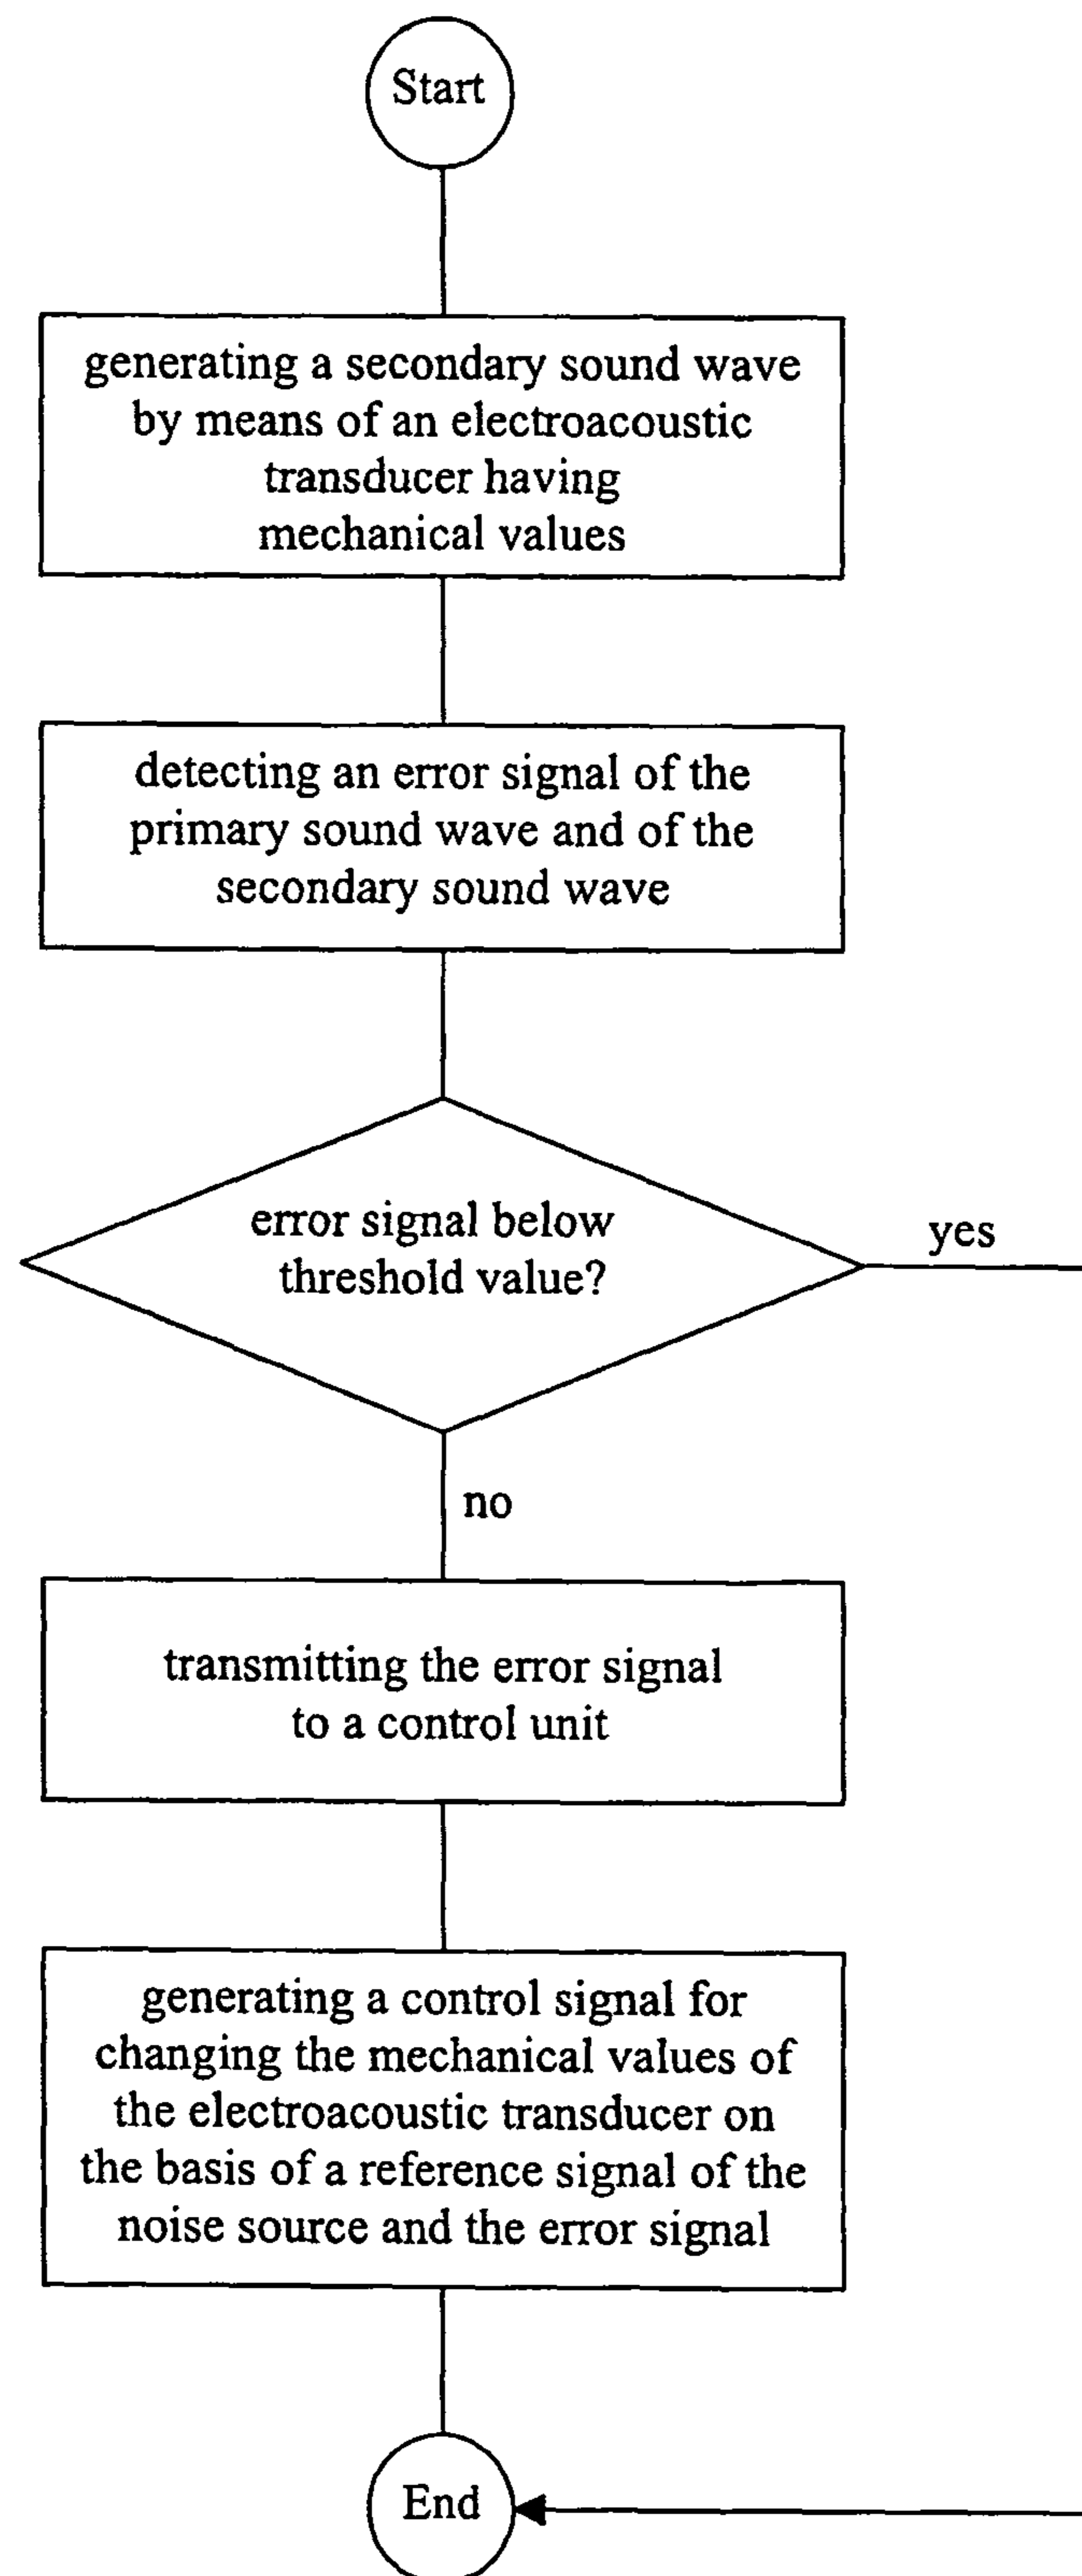 Start
generating a secondary sound wave
by means of an electroacoustic
transducer having
mechanical values
detecting an error signal of the
primary sound wave and of the
secondary sound wave
error signal below
threshold value?
yes
no
transmitting the error signal
to a control unit
generating a control signal for
changing the mechanical values of
the electroacoustic transducer on
the basis of a reference signal of the
noise source and the error signal
End